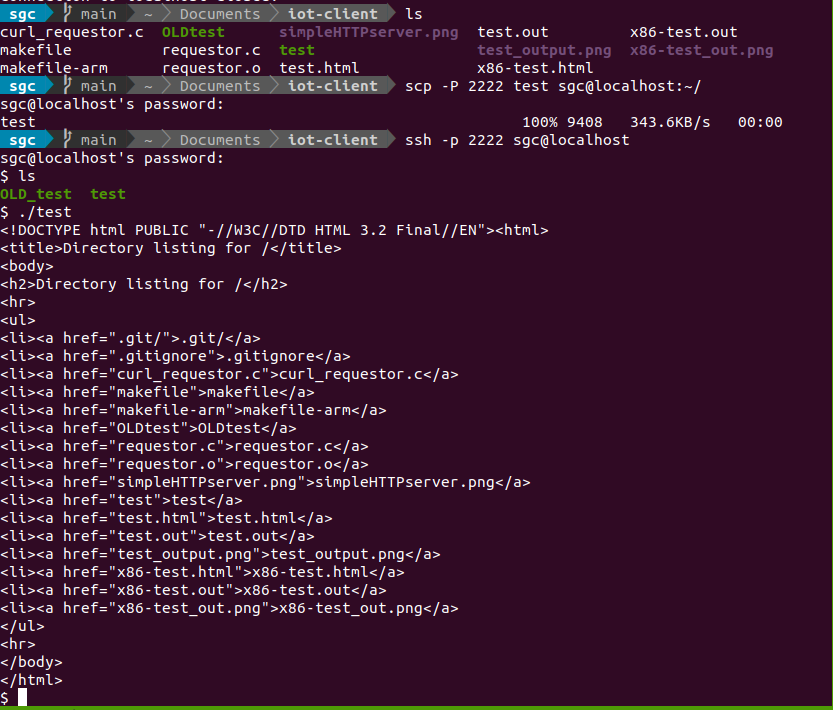 sgc main ~ Documents iot-client ls
curl_requestor.c OLDtest simpleHTTPserver.png test.out x86-test.out
makefile requestor.c test test_output.png x86-test_out.png
makefile-arm requestor.o test.html x86-test.html
sgc main ~ Documents iot-client scp -P 2222 test sgc@localhost:~/
sgc@localhost's password:
test 100% 9408 343.6KB/s 00:00
sgc main ~ Documents iot-client ssh -p 2222 sgc@localhost
sgc@localhost's password:
$ ls
OLD_test test
$ ./test
<!DOCTYPE html PUBLIC "-//W3C//DTD HTML 3.2 Final//EN"><html>
<title>Directory listing for /</title>
<body>
<h2>Directory listing for /</h2>
<hr>
<ul>
<li><a href=".git/">.git/</a>
<li><a href=".gitignore">.gitignore</a>
<li><a href="curl_requestor.c">curl_requestor.c</a>
<li><a href="makefile">makefile</a>
<li><a href="makefile-arm">makefile-arm</a>
<li><a href="OLDtest">OLDtest</a>
<li><a href="requestor.c">requestor.c</a>
<li><a href="requestor.o">requestor.o</a>
<li><a href="simpleHTTPserver.png">simpleHTTPserver.png</a>
<li><a href="test">test</a>
<li><a href="test.html">test.html</a>
<li><a href="test.out">test.out</a>
<li><a href="test_output.png">test_output.png</a>
<li><a href="x86-test.html">x86-test.html</a>
<li><a href="x86-test.out">x86-test.out</a>
<li><a href="x86-test_out.png">x86-test_out.png</a>
</ul>
<hr>
</body>
</html>
$